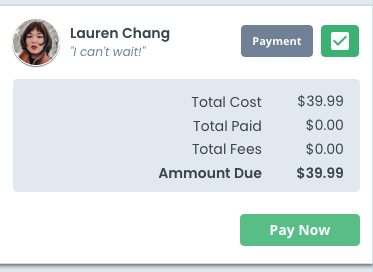 Lauren Chang
"I can't wait!"
Payment
Total Cost $39.99
Total Paid $0.00
Total Fees $0.00
Ammount Due $39.99
Pay Now